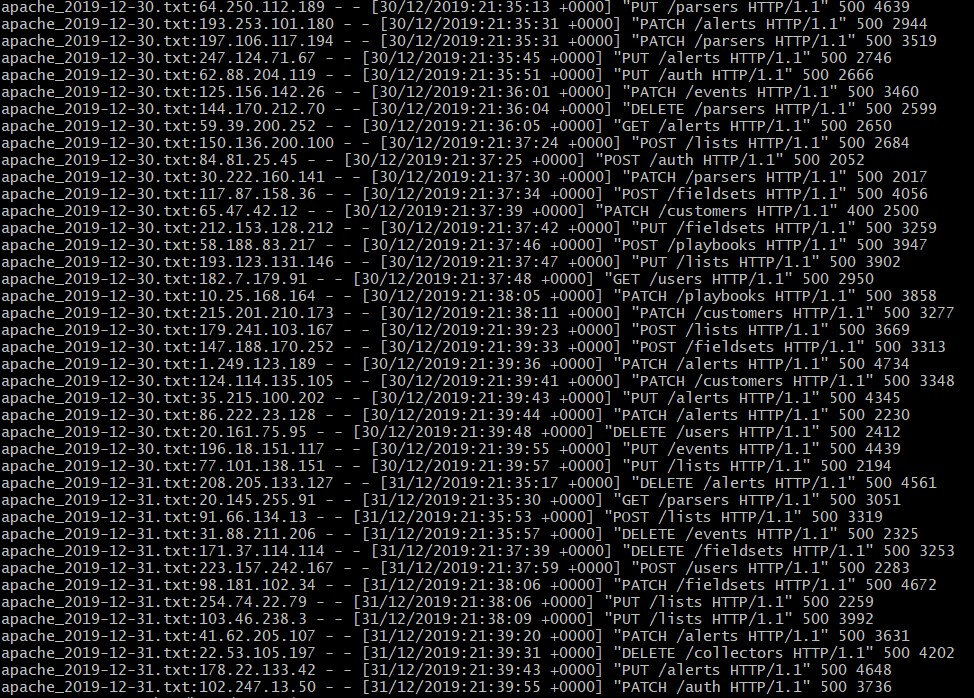 apache_2019-12-30.txt:64.250.112.189 - - [30/12/2019:21:35:13 +0000] "PUT /parsers HTTP/1.1" 500 4639
apache_2019-12-30.txt:193.253.101.180 - - [30/12/2019:21:35:31 +0000] "PATCH /alerts HTTP/1.1" 500 2944
apache_2019-12-30.txt:197.106.117.194 - - [30/12/2019:21:35:31 +0000] "PATCH /parsers HTTP/1.1" 500 3519
apache_2019-12-30.txt:247.124.71.67 - - [30/12/2019:21:35:45 +0000] "PUT /alerts HTTP/1.1" 500 2746
apache_2019-12-30.txt:62.88.204.119 - - [30/12/2019:21:35:51 +0000] "PUT /auth HTTP/1.1" 500 2666
apache_2019-12-30.txt:125.156.142.26 - - [30/12/2019:21:36:01 +0000] "PATCH /events HTTP/1.1" 500 3460
apache_2019-12-30.txt:144.170.212.70 - - [30/12/2019:21:36:04 +0000] "DELETE /parsers HTTP/1.1" 500 2599
apache_2019-12-30.txt:59.39.200.252 - - [30/12/2019:21:36:05 +0000] "GET /alerts HTTP/1.1" 500 2650
apache_2019-12-30.txt:150.136.200.100 - - [30/12/2019:21:37:24 +0000] "POST /lists HTTP/1.1" 500 2684
apache_2019-12-30.txt:84.81.25.45 - - [30/12/2019:21:37:25 +0000] "POST /auth HTTP/1.1" 500 2052
apache_2019-12-30.txt:30.222.160.141 - - [30/12/2019:21:37:30 +0000] "PATCH /parsers HTTP/1.1" 500 2017
apache_2019-12-30.txt:117.87.158.36 - - [30/12/2019:21:37:34 +0000] "POST /fieldsets HTTP/1.1" 500 4056
apache_2019-12-30.txt:65.47.42.12 - - [30/12/2019:21:37:39 +0000] "PATCH /customers HTTP/1.1" 400 2500
apache_2019-12-30.txt:212.153.128.212 - - [30/12/2019:21:37:42 +0000] "PUT /fieldsets HTTP/1.1" 500 3259
apache_2019-12-30.txt:58.188.83.217 - - [30/12/2019:21:37:46 +0000] "POST /playbooks HTTP/1.1" 500 3947
apache_2019-12-30.txt:193.123.131.146 - - [30/12/2019:21:37:47 +0000] "PUT /lists HTTP/1.1" 500 3902
apache_2019-12-30.txt:182.7.179.91 - - [30/12/2019:21:37:48 +0000] "GET /users HTTP/1.1" 500 2950
apache_2019-12-30.txt:10.25.168.164 - - [30/12/2019:21:38:05 +0000] "PATCH /playbooks HTTP/1.1" 500 3858
apache_2019-12-30.txt:215.201.210.173 - - [30/12/2019:21:38:11 +0000] "PATCH /customers HTTP/1.1" 500 3277
apache_2019-12-30.txt:179.241.103.167 - - [30/12/2019:21:39:23 +0000] "POST /lists HTTP/1.1" 500 3669
apache_2019-12-30.txt:147.188.170.252 - - [30/12/2019:21:39:33 +0000] "POST /fieldsets HTTP/1.1" 500 3313
apache_2019-12-30.txt:1.249.123.189 - - [30/12/2019:21:39:36 +0000] "PATCH /alerts HTTP/1.1" 500 4734
apache_2019-12-30.txt:124.114.135.105 - - [30/12/2019:21:39:41 +0000] "PATCH /customers HTTP/1.1" 500 3348
apache_2019-12-30.txt:35.215.100.202 - - [30/12/2019:21:39:43 +0000] "PUT /alerts HTTP/1.1" 500 4345
apache_2019-12-30.txt:86.222.23.128 - - [30/12/2019:21:39:44 +0000] "PATCH /alerts HTTP/1.1" 500 2230
apache_2019-12-30.txt:20.161.75.95 - - [30/12/2019:21:39:48 +0000] "DELETE /users HTTP/1.1" 500 2412
apache_2019-12-30.txt:196.18.151.117 - - [30/12/2019:21:39:55 +0000] "PUT /events HTTP/1.1" 500 4439
apache_2019-12-30.txt:77.101.138.151 - - [30/12/2019:21:39:57 +0000] "PUT /lists HTTP/1.1" 500 2194
apache_2019-12-31.txt:208.205.133.127 - - [31/12/2019:21:35:17 +0000] "DELETE /alerts HTTP/1.1" 500 4561
apache_2019-12-31.txt:20.145.255.91 - - [31/12/2019:21:35:30 +0000] "GET /parsers HTTP/1.1" 500 3051
apache_2019-12-31.txt:91.66.134.13 - - [31/12/2019:21:35:53 +0000] "POST /lists HTTP/1.1" 500 3319
apache_2019-12-31.txt:31.88.211.206 - - [31/12/2019:21:35:57 +0000] "DELETE /events HTTP/1.1" 500 2325
apache_2019-12-31.txt:171.37.114.114 - - [31/12/2019:21:37:39 +0000] "DELETE /fieldsets HTTP/1.1" 500 3253
apache_2019-12-31.txt:223.157.242.167 - - [31/12/2019:21:37:59 +0000] "POST /users HTTP/1.1" 500 2283
apache_2019-12-31.txt:98.181.102.34 - - [31/12/2019:21:38:06 +0000] "PATCH /fieldsets HTTP/1.1" 500 4672
apache_2019-12-31.txt:254.74.22.79 - - [31/12/2019:21:38:06 +0000] "PUT /lists HTTP/1.1" 500 2259
apache_2019-12-31.txt:103.46.238.3 - - [31/12/2019:21:38:09 +0000] "PUT /lists HTTP/1.1" 500 3992
apache_2019-12-31.txt:41.62.205.107 - - [31/12/2019:21:39:20 +0000] "PATCH /alerts HTTP/1.1" 500 3631
apache_2019-12-31.txt:22.53.105.197 - - [31/12/2019:21:39:31 +0000] "DELETE /collectors HTTP/1.1" 500 4202
apache_2019-12-31.txt:178.22.133.42 - - [31/12/2019:21:39:43 +0000] "PUT /alerts HTTP/1.1" 500 4648
apache_2019-12-31.txt:102.247.13.50 - - [31/12/2019:21:39:55 +0000] "PATCH /auth HTTP/1.1" 500 3736